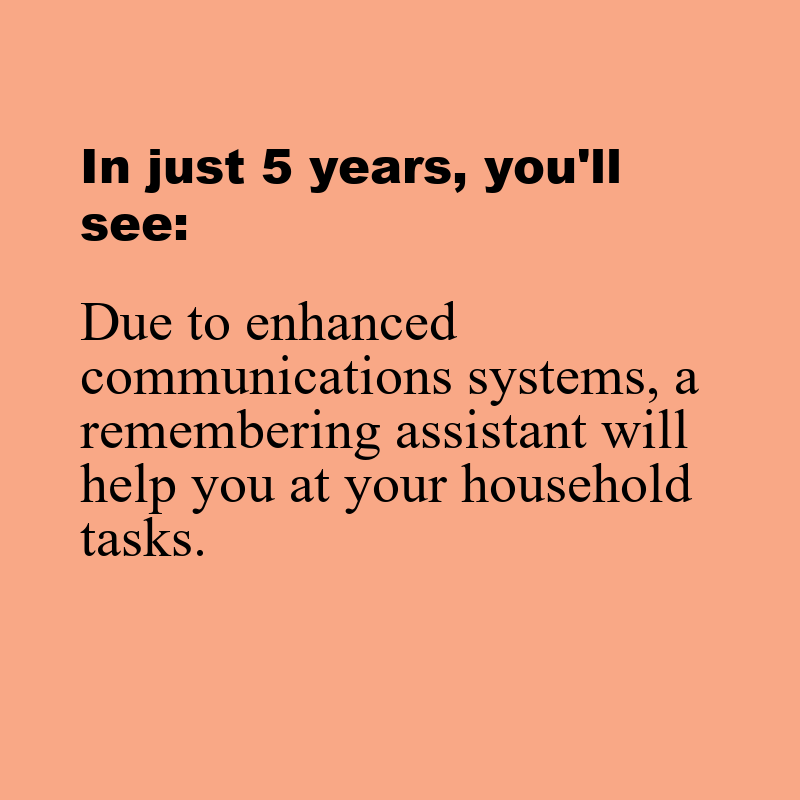 In just 5 years, you'll
see:
Due to enhanced
communications systems, a
remembering assistant will
help you at your household
tasks.